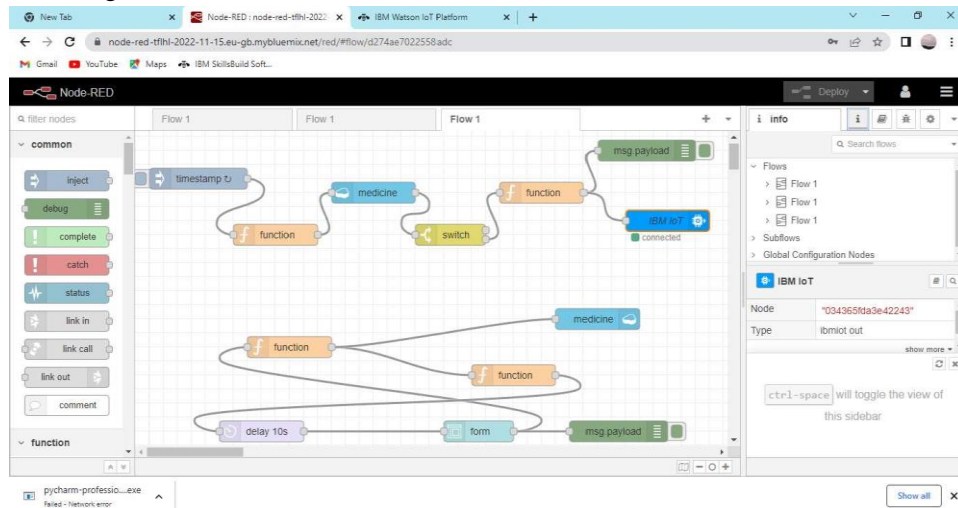 New Tab
Node-RED : node-red-tflhl-2022
IBM Watson IoT Platform
node-red-tflhl-2022-11-15.eu-gb.mybluemix.net/red/#flow/d274ae7022558adc
Gmail
YouTube
Maps
IBM SkillsBuild Soft...
Node-RED
Deploy
filter nodes
Flow 1
Flow 1
Flow 1
info
Search flows
common
inject
debug
complete
catch
status
link in
link call
link out
comment
function
timestamp ↻
function
medicine
switch
function
msg.payload
IBM IoT
connected
function
medicine
function
delay 10s
form
msg.payload
Flows
Flow 1
Flow 1
Flow 1
Subflows
Global Configuration Nodes
IBM IoT
Node "034365fda3e42243"
Type ibmiot out
show more
ctrl-space will toggle the view of
this sidebar
pycharm-professio....exe
Failed - Network error
Show all